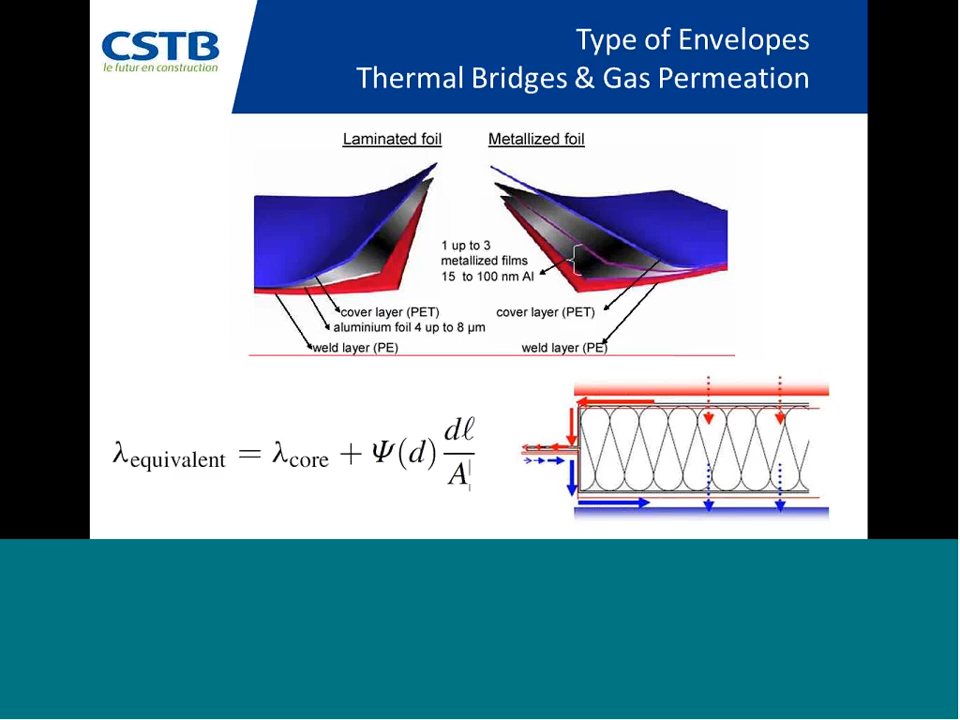 CSTB
le futur en construction
Type of Envelopes
Thermal Bridges & Gas Permeation
Laminated foil
Metallized foil
1 up to 3
metallized films
15 to 100 nm Al
cover layer (PET)
aluminium foil 4 up to 8 μm
weld layer (PE)
cover layer (PET)
weld layer (PE)
λequivalent = λcore + Ψ(d) dℓ/A